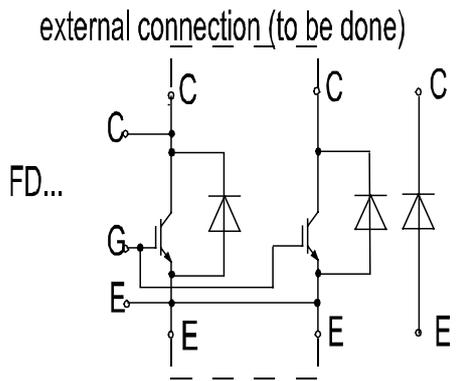 external connection (to be done)
C C C
C
FD...
G
E
E E E